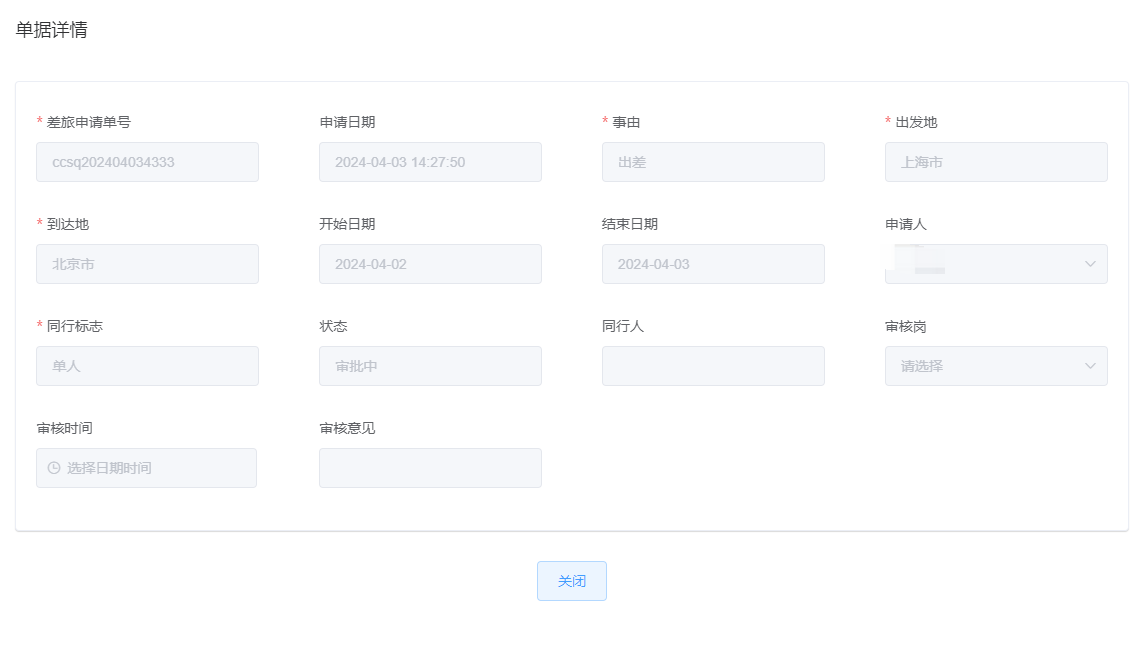 单据详情
* 差旅申请单号 申请日期 * 事由 * 出发地
ccsq202404034333 2024-04-03 14:27:50 出差 上海市
* 到达地 开始日期 结束日期 申请人
北京市 2024-04-02 2024-04-03
* 同行标志 状态 同行人 审核岗
单人 审批中 请选择
审核时间 审核意见
选择日期时间
关闭